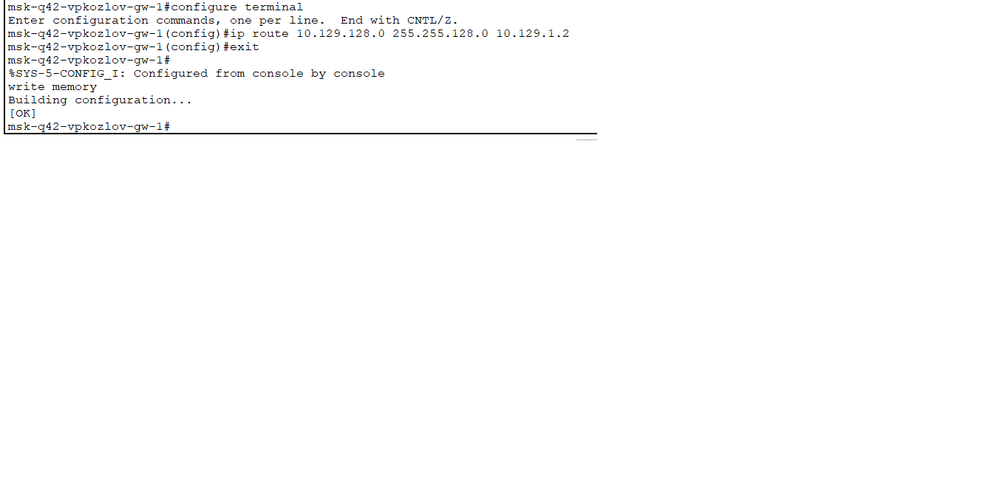 msk-q42-vpkozlov-gw-1#configure terminal
Enter configuration commands, one per line.  End with CNTL/Z.
msk-q42-vpkozlov-gw-1(config)#ip route 10.129.128.0 255.255.128.0 10.129.1.2
msk-q42-vpkozlov-gw-1(config)#exit
msk-q42-vpkozlov-gw-1#
%SYS-5-CONFIG_I: Configured from console by console
write memory
Building configuration...
[OK]
msk-q42-vpkozlov-gw-1#